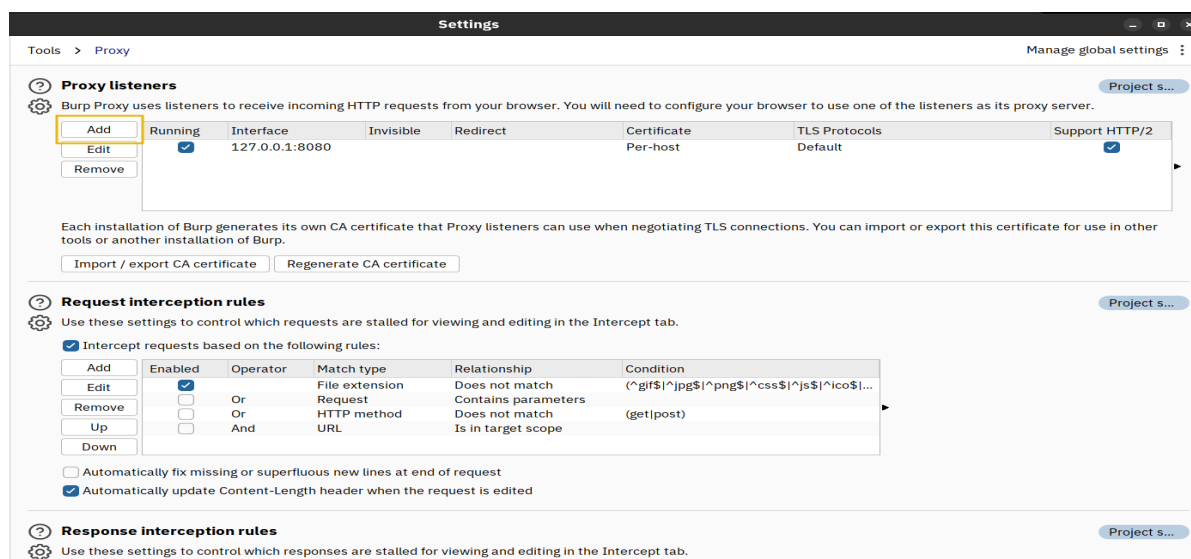 Settings
Tools > Proxy Manage global settings
Proxy listeners Project s...
Burp Proxy uses listeners to receive incoming HTTP requests from your browser. You will need to configure your browser to use one of the listeners as its proxy server.
Add Running Interface Invisible Redirect Certificate TLS Protocols Support HTTP/2
Edit 127.0.0.1:8080 Per-host Default
Remove
Each installation of Burp generates its own CA certificate that Proxy listeners can use when negotiating TLS connections. You can import or export this certificate for use in other
tools or another installation of Burp.
Import / export CA certificate Regenerate CA certificate
Request interception rules Project s...
Use these settings to control which requests are stalled for viewing and editing in the Intercept tab.
Intercept requests based on the following rules:
Add Enabled Operator Match type Relationship Condition
Edit File extension Does not match (^gif$|^jpg$|^png$|^css$|^js$|^ico$|...
Remove Or Request Contains parameters
Or HTTP method Does not match (get|post)
Up And URL Is in target scope
Down
Automatically fix missing or superfluous new lines at end of request
Automatically update Content-Length header when the request is edited
Response interception rules Project s...
Use these settings to control which responses are stalled for viewing and editing in the Intercept tab.